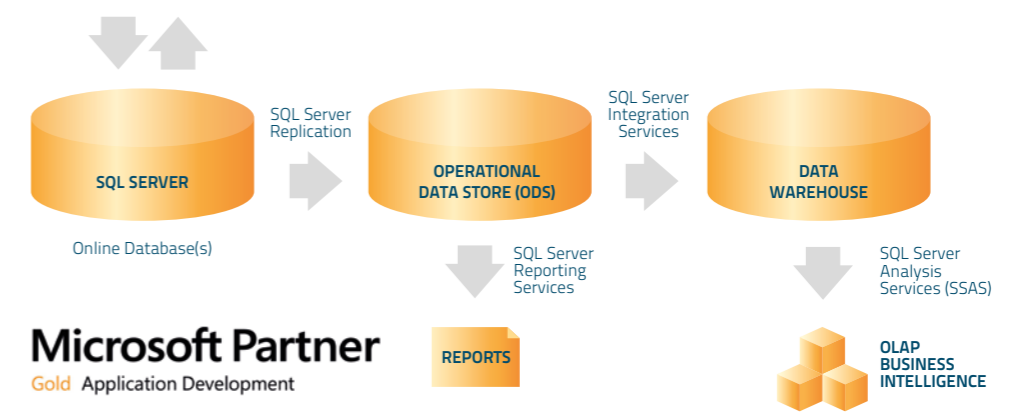 SQL Server
Replication
SQL Server
Integration
Services
SQL SERVER
OPERATIONAL
DATA STORE (ODS)
DATA
WAREHOUSE
Online Database(s)
SQL Server
Reporting
Services
SQL Server
Analysis
Services (SSAS)
Microsoft Partner
Gold Application Development
REPORTS
OLAP
BUSINESS
INTELLIGENCE